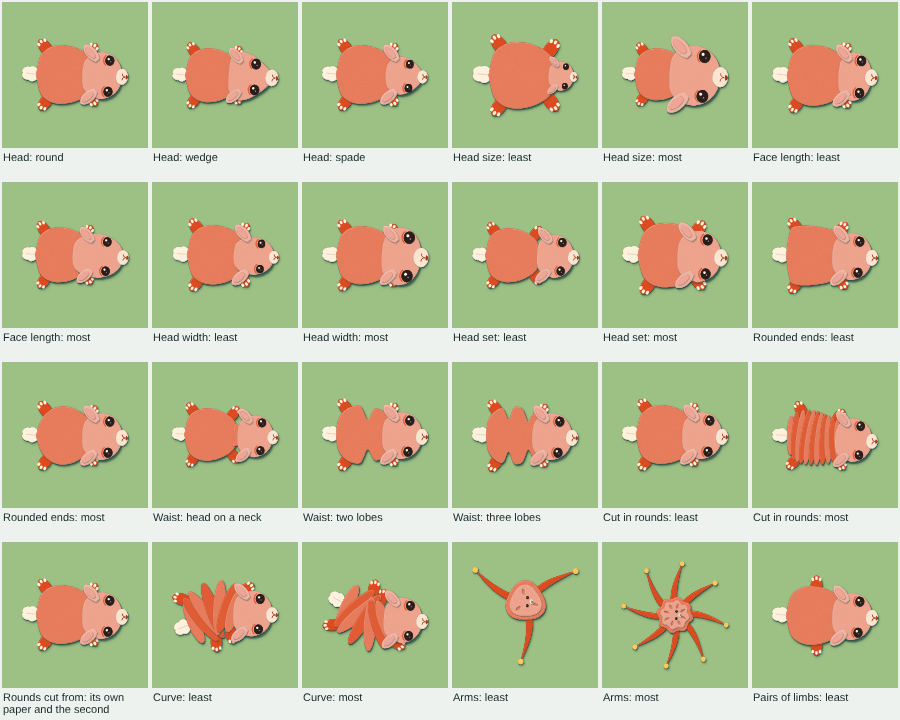 Head: round
Head: wedge
Head: spade
Head size: least
Head size: most
Face length: least
Face length: most
Head width: least
Head width: most
Head set: least
Head set: most
Rounded ends: least
Rounded ends: most
Waist: head on a neck
Waist: two lobes
Waist: three lobes
Cut in rounds: least
Cut in rounds: most
Rounds cut from: its own
paper and the second
Curve: least
Curve: most
Arms: least
Arms: most
Pairs of limbs: least